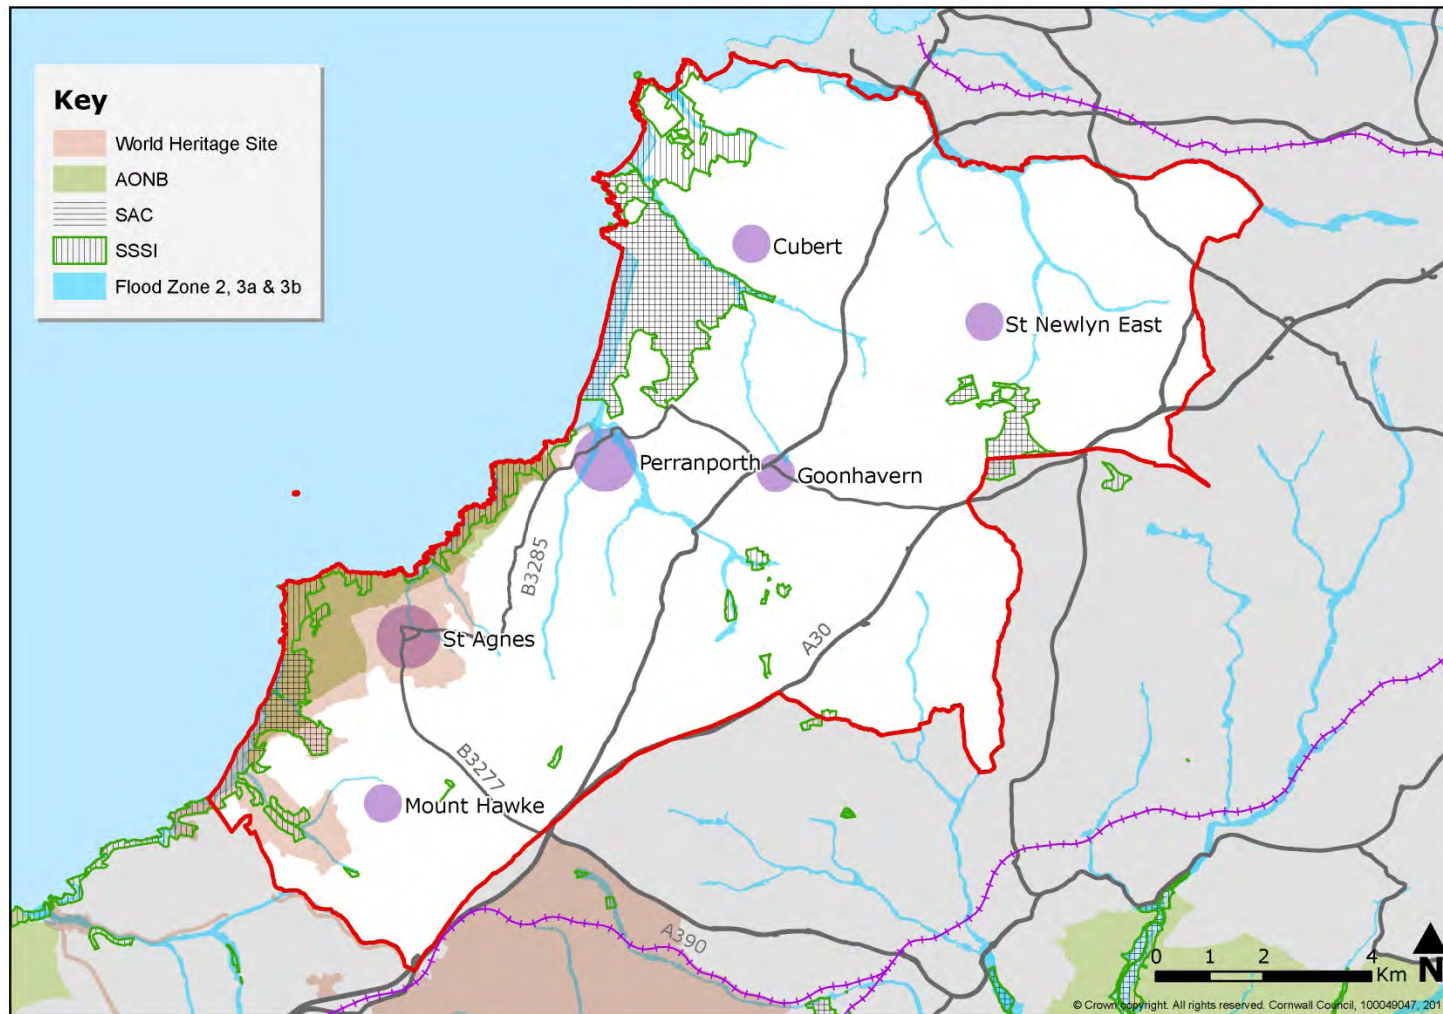 Key
World Heritage Site
AONB
SAC
SSSI
Flood Zone 2, 3a & 3b
Cubert
St Newlyn East
Perranporth
Goonhavern
B3285
St Agnes
A30
B3277
Mount Hawke
A390
0 1 2 4
Km
N
© Crown copyright. All rights reserved. Cornwall Council, 100049047, 201